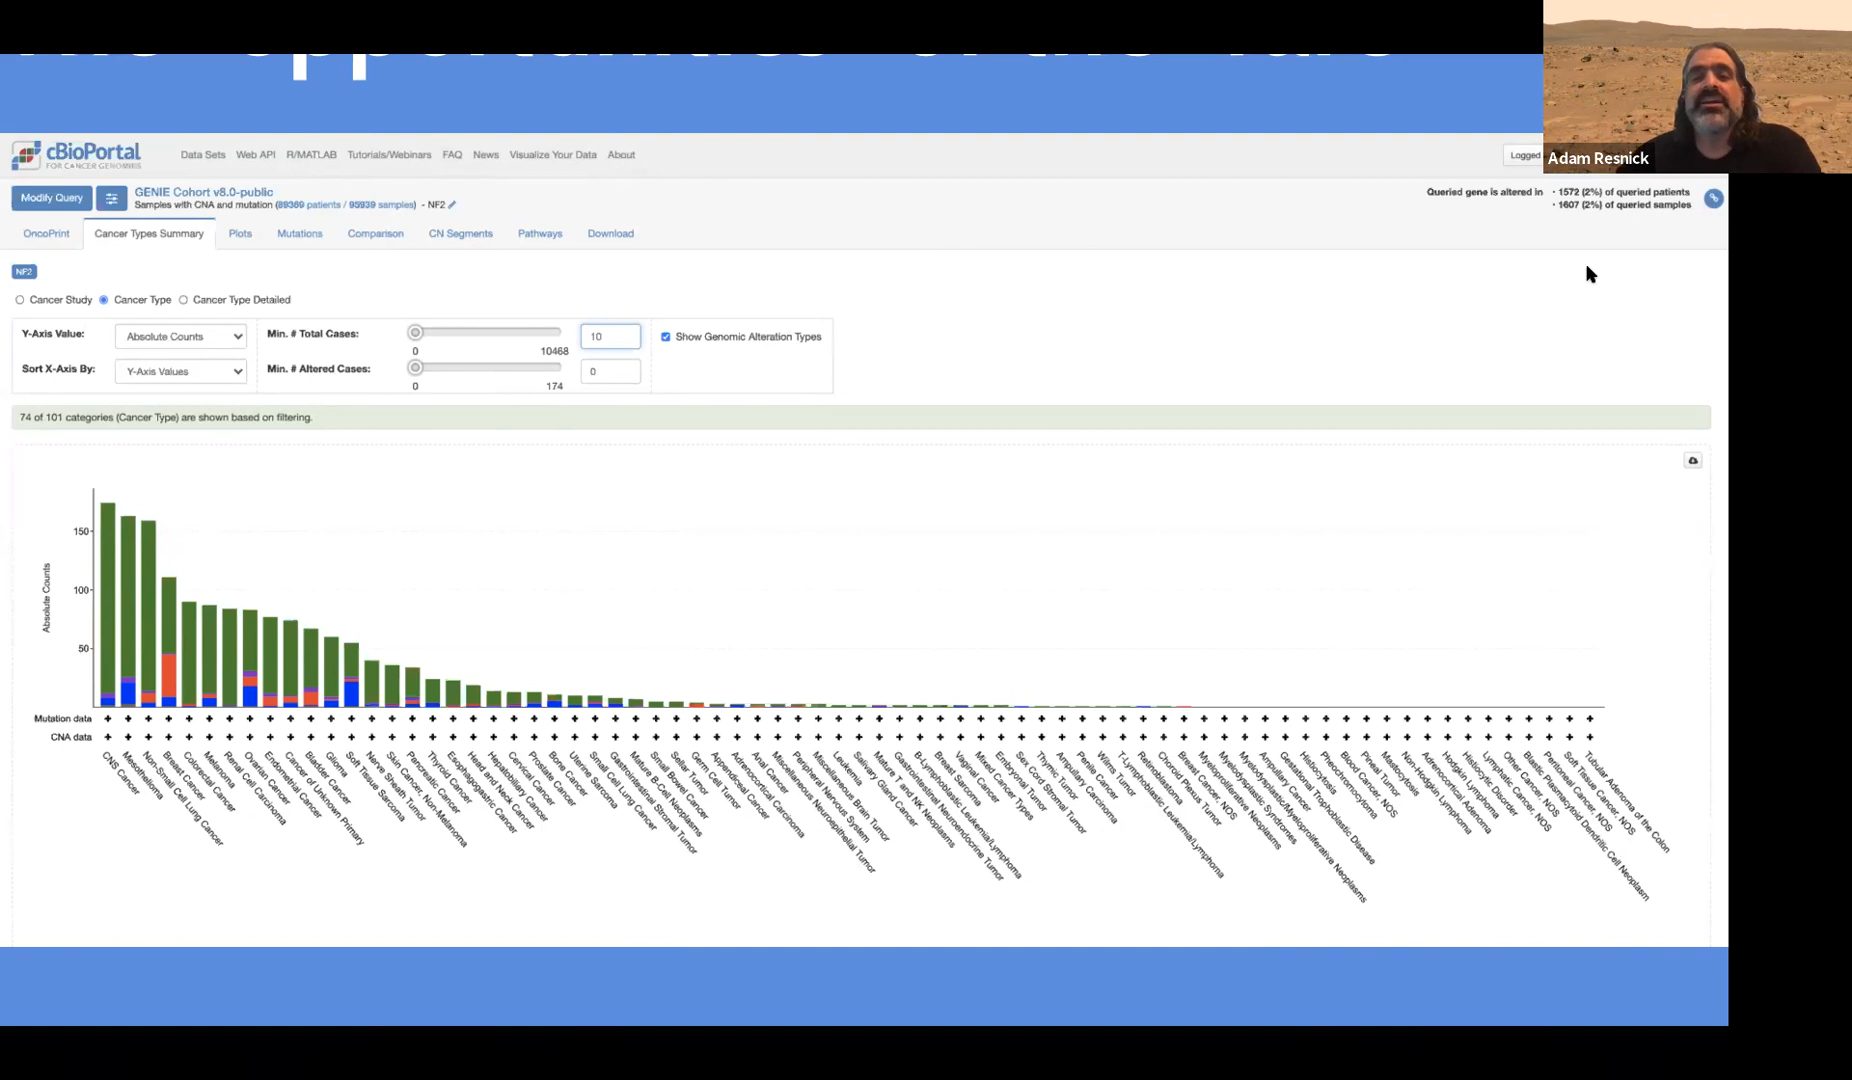 Adam Resnick
cBioPortal
FOR CANCER GENOMICS
Data Sets Web API R/MATLAB Tutorials/Webinars FAQ News Visualize Your Data About
Logged
Modify Query
GENIE Cohort v8.0-public
Samples with CNA and mutation (89369 patients / 95939 samples) - NF2
Queried gene is altered in · 1572 (2%) of queried patients
· 1607 (2%) of queried samples
OncoPrint Cancer Types Summary Plots Mutations Comparison CN Segments Pathways Download
NF2
Cancer Study Cancer Type Cancer Type Detailed
Y-Axis Value: Absolute Counts Min. # Total Cases: 10 Show Genomic Alteration Types
0 10468
Sort X-Axis By: Y-Axis Values Min. # Altered Cases: 0
0 174
74 of 101 categories (Cancer Type) are shown based on filtering.
150
100
50
Absolute Counts
Mutation data
CNA data
CNS Cancer
Mesothelioma
Non-Small Cell Lung Cancer
Breast Cancer
Colorectal Cancer
Melanoma
Renal Cell Carcinoma
Ovarian Cancer
Endometrial Cancer
Cancer of Unknown Primary
Bladder Cancer
Glioma
Soft Tissue Sarcoma
Nerve Sheath Tumor
Skin Cancer, Non-Melanoma
Pancreatic Cancer
Thyroid Cancer
Esophagogastric Cancer
Head and Neck Cancer
Hepatobiliary Cancer
Cervical Cancer
Prostate Cancer
Bone Cancer
Uterine Sarcoma
Small Cell Lung Cancer
Gastrointestinal Stromal Tumor
Mature B-Cell Neoplasms
Small Bowel Cancer
Sellar Tumor
Germ Cell Tumor
Appendiceal Cancer
Adrenocortical Carcinoma
Anal Cancer
Miscellaneous Neuroepithelial Tumor
Peripheral Nervous System
Miscellaneous Brain Tumor
Leukemia
Salivary Gland Cancer
Mature T and NK Neoplasms
Gastrointestinal Neuroendocrine Tumor
B-Lymphoblastic Leukemia/Lymphoma
Breast Sarcoma
Vaginal Cancer
Mixed Cancer Types
Embryonal Tumor
Sex Cord Stromal Tumor
Thymic Tumor
Ampullary Carcinoma
Penile Cancer
Wilms Tumor
T-Lymphoblastic Leukemia/Lymphoma
Retinoblastoma
Choroid Plexus Tumor
Breast Cancer, NOS
Myeloproliferative Neoplasms
Myelodysplastic Syndromes
Myelodysplastic/Myeloproliferative Neoplasms
Ampullary Cancer
Gestational Trophoblastic Disease
Histiocytosis
Pheochromocytoma
Blood Cancer, NOS
Pineal Tumor
Mastocytosis
Non-Hodgkin Lymphoma
Adrenocortical Adenoma
Hodgkin Lymphoma
Histiocytic Disorder
Lymphatic Cancer, NOS
Other Cancer, NOS
Blastic Plasmacytoid Dendritic Cell Neoplasm
Peritoneal Cancer, NOS
Soft Tissue Cancer, NOS
Tubular Adenoma of the Colon